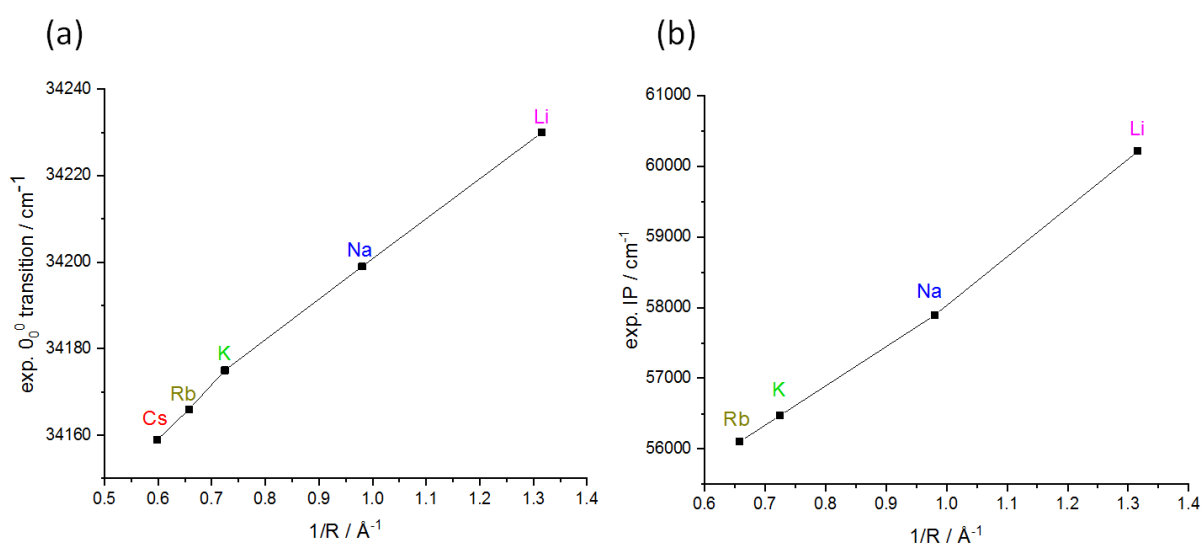 (a)
exp. 0₀⁰ transition / cm⁻¹
34240
34220
34200
34180
34160
Li
Na
K
Rb
Cs
0.5 0.6 0.7 0.8 0.9 1.0 1.1 1.2 1.3 1.4
1/R / Å⁻¹
(b)
exp. IP / cm⁻¹
61000
60000
59000
58000
57000
56000
Li
Na
K
Rb
0.6 0.7 0.8 0.9 1.0 1.1 1.2 1.3 1.4
1/R / Å⁻¹